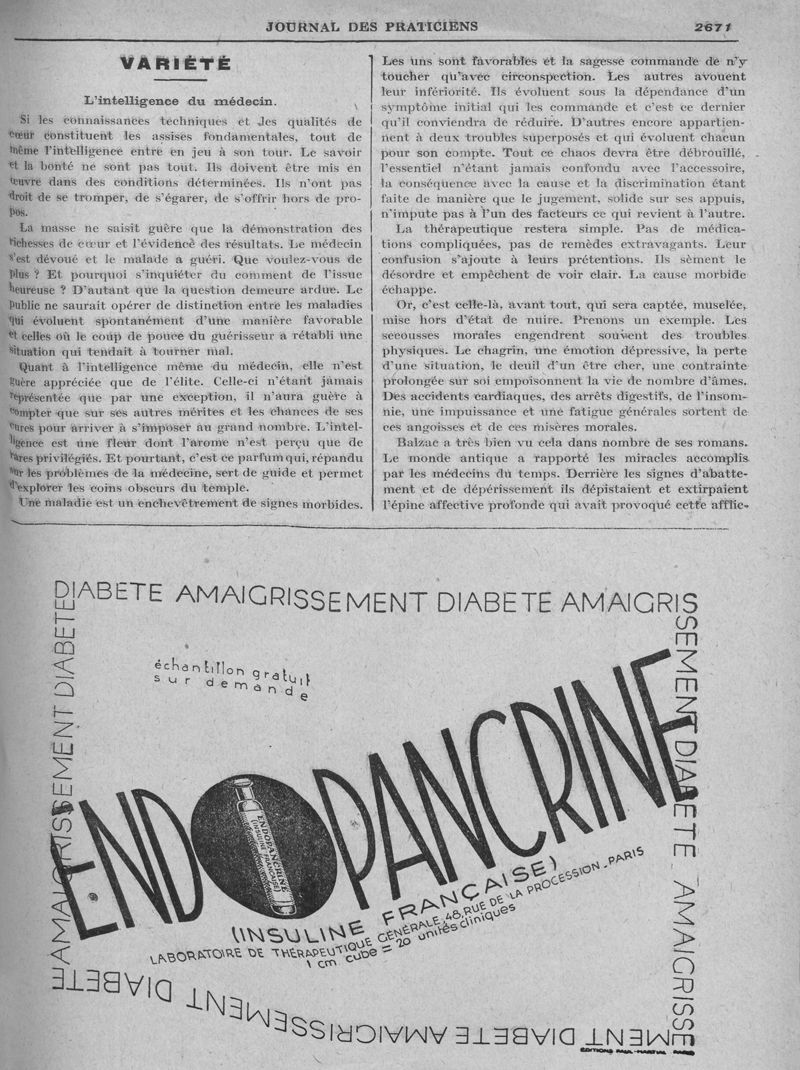 JOURNAL DES PRATICIENS 2671
VARIÉTÉ
L'intelligence du médecin.
Si les connaissances techniques et les qualités de
cœur constituent les assises fondamentales, tout de
même l'intelligence entre en jeu à son tour. Le savoir
et la bonté ne sont pas tout. Ils doivent être mis en
œuvre dans des conditions déterminées. Ils n'ont pas
droit de se tromper, de s'égarer, de s'offrir hors de pro-
pos.
La masse ne saisit guère que la démonstration des
richesses de cœur et l'évidence des résultats. Le médecin
s'est dévoué et le malade a guéri. Que voulez-vous de
plus ? Et pourquoi s'inquiéter du comment de l'issue
heureuse ? D'autant que la question demeure ardue. Le
public ne saurait opérer de distinction entre les maladies
qui évoluent spontanément d'une manière favorable
et celles où le coup de pouce du guérisseur a rétabli une
situation qui tendait à tourner mal.
Quant à l'intelligence même du médecin, elle n'est
guère appréciée que de l'élite. Celle-ci n'étant jamais
représentée que par une exception, il n'aura guère à
compter que sur ses autres mérites et les chances de ses
cures pour arriver à s'imposer au grand nombre. L'intel-
ligence est une fleur dont l'arome n'est perçu que de
rares privilégiés. Et pourtant, c'est ce parfum qui, répandu
sur les problèmes de la médecine, sert de guide et permet
d'explorer les coins obscurs du temple.
Une maladie est un enchevêtrement de signes morbides.
Les uns sont favorables et la sagesse commande de n'y
toucher qu'avec circonspection. Les autres avouent
leur infériorité. Ils évoluent sous la dépendance d'un
symptôme initial qui les commande et c'est ce dernier
qu'il conviendra de réduire. D'autres encore appartien-
nent à deux troubles superposés et qui évoluent chacun
pour son compte. Tout ce chaos devra être débrouillé,
l'essentiel n'étant jamais confondu avec l'accessoire,
la conséquence avec la cause et la discrimination étant
faite de manière que le jugement, solide sur ses appuis,
n'impute pas à l'un des facteurs ce qui revient à l'autre.
La thérapeutique restera simple. Pas de médica-
tions compliquées, pas de remèdes extravagants. Leur
confusion s'ajoute à leurs prétentions. Ils sèment le
désordre et empêchent de voir clair. La cause morbide
échappe.
Or, c'est celle-là, avant tout, qui sera captée, muselée,
mise hors d'état de nuire. Prenons un exemple. Les
secousses morales engendrent souvent des troubles
physiques. Le chagrin, une émotion dépressive, la perte
d'une situation, le deuil d'un être cher, une contrainte
prolongée sur soi empoisonnent la vie de nombre d'âmes.
Des accidents cardiaques, des arrêts digestifs, de l'insom-
nie, une impuissance et une fatigue générales sortent de
ces angoisses et de ces misères morales.
Balzac a très bien vu cela dans nombre de ses romans.
Le monde antique a rapporté les miracles accomplis
par les médecins du temps. Derrière les signes d'abatte-
ment et de dépérissement ils dépistaient et extirpaient
l'épine affective profonde qui avait provoqué cette afflic-
DIABETE AMAIGRISSEMENT DIABETE AMAIGRIS
SEMENT DIABETE _ AMAIGRISSE
MENT DIABETE AMAIGRISSEMENT DIABETE
AMAIGRISSEMENT DIABETE
échantillon gratuit
sur demande
ENDOPANCRINE
ENDOPANCRINE
(INSULINE FRANÇAISE)
(INSULINE FRANÇAISE)
LABORATOIRE DE THÉRAPEUTIQUE GÉNÉRALE, 48, RUE DE LA PROCESSION _ PARIS
1 cm cube = 20 unités cliniques
EDITIONS PAUL-MARTIAL PARIS